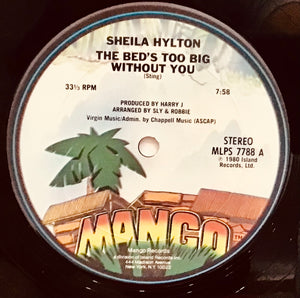 SHEILA HYLTON
THE BED'S TOO BIG
WITHOUT YOU
(Sting)
33⅓ RPM 7:58
PRODUCED BY HARRY J
ARRANGED BY SLY & ROBBIE
Virgin Music/Admin. by Chappell Music (ASCAP)
STEREO
MLPS 7788 A
℗ 1980 Island
Records, Ltd.
MANGO
Mango Records
a division of Island Records Inc.
444 Madison Avenue
New York, N.Y. 10022